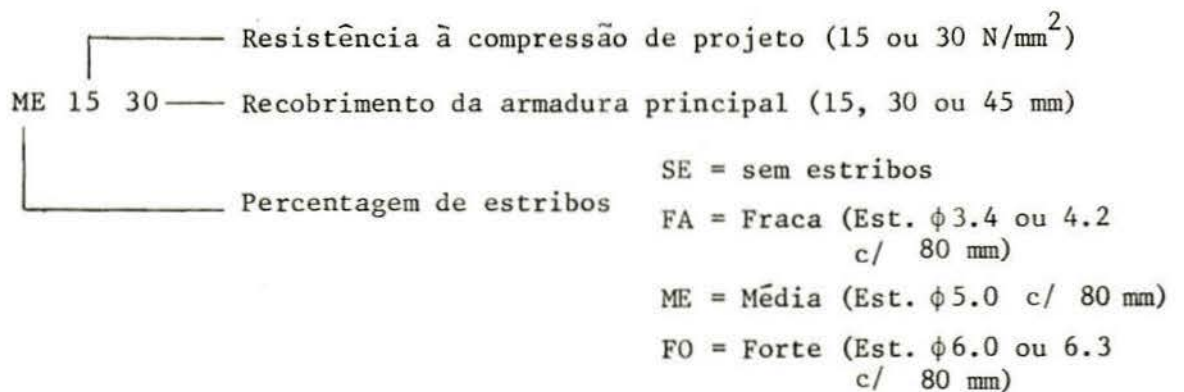 Resistência à compressão de projeto (15 ou 30 N/mm²)
ME 15 30 Recobrimento da armadura principal (15, 30 ou 45 mm)
Percentagem de estribos
SE = sem estribos
FA = Fraca (Est. ϕ3.4 ou 4.2
c/ 80 mm)
ME = Média (Est. ϕ5.0 c/ 80 mm)
FO = Forte (Est. ϕ6.0 ou 6.3
c/ 80 mm)